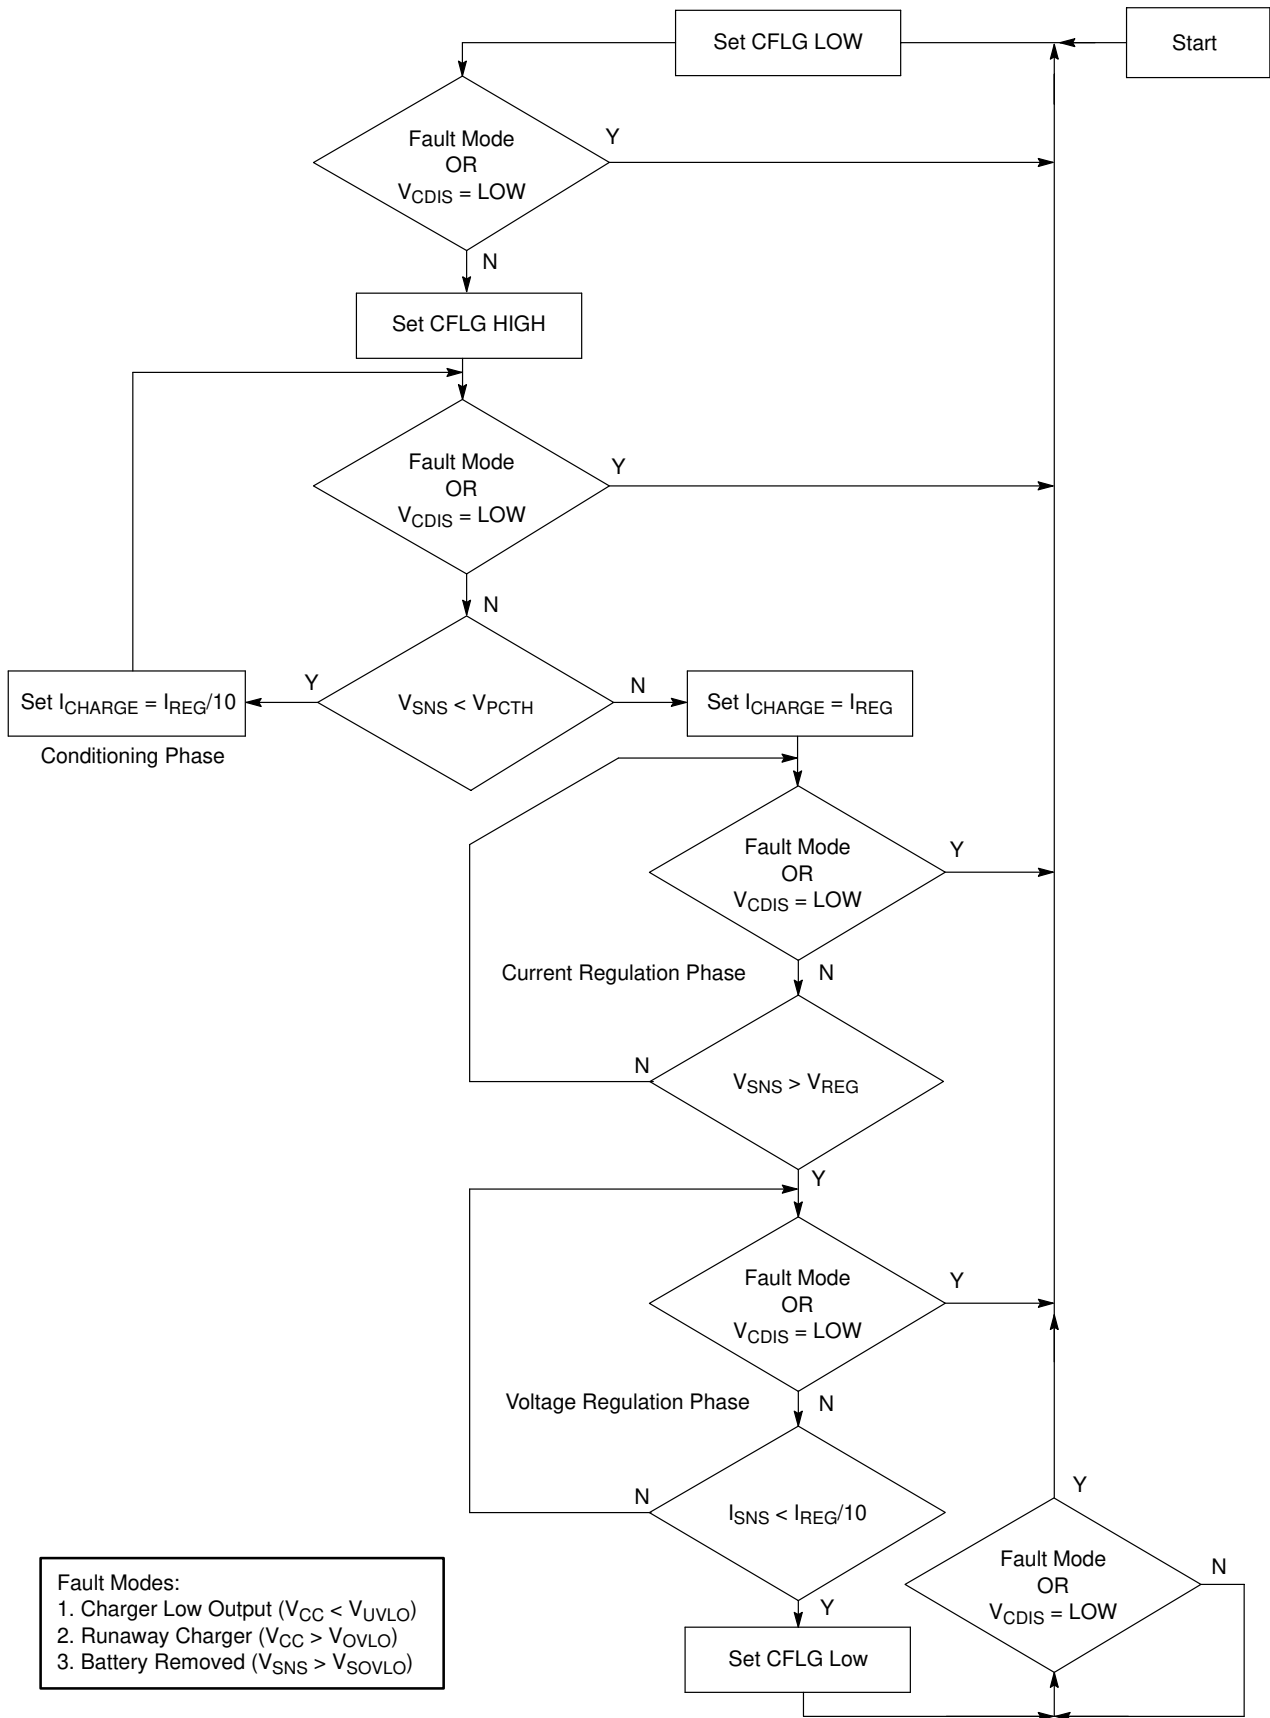 Set CFLG LOW
Start
Fault Mode
OR
VCDIS = LOW
Y
N
Set CFLG HIGH
Fault Mode
OR
VCDIS = LOW
Y
N
Set ICHARGE = IREG/10
Y
VSNS < VPCTH
N
Set ICHARGE = IREG
Conditioning Phase
Fault Mode
OR
VCDIS = LOW
Y
Current Regulation Phase
N
N
VSNS > VREG
Y
Fault Mode
OR
VCDIS = LOW
Y
Voltage Regulation Phase
N
N
ISNS < IREG/10
Y
Set CFLG Low
Y
Fault Mode
OR
VCDIS = LOW
N
Fault Modes:
1. Charger Low Output (VCC < VUVLO)
2. Runaway Charger (VCC > VOVLO)
3. Battery Removed (VSNS > VSOVLO)